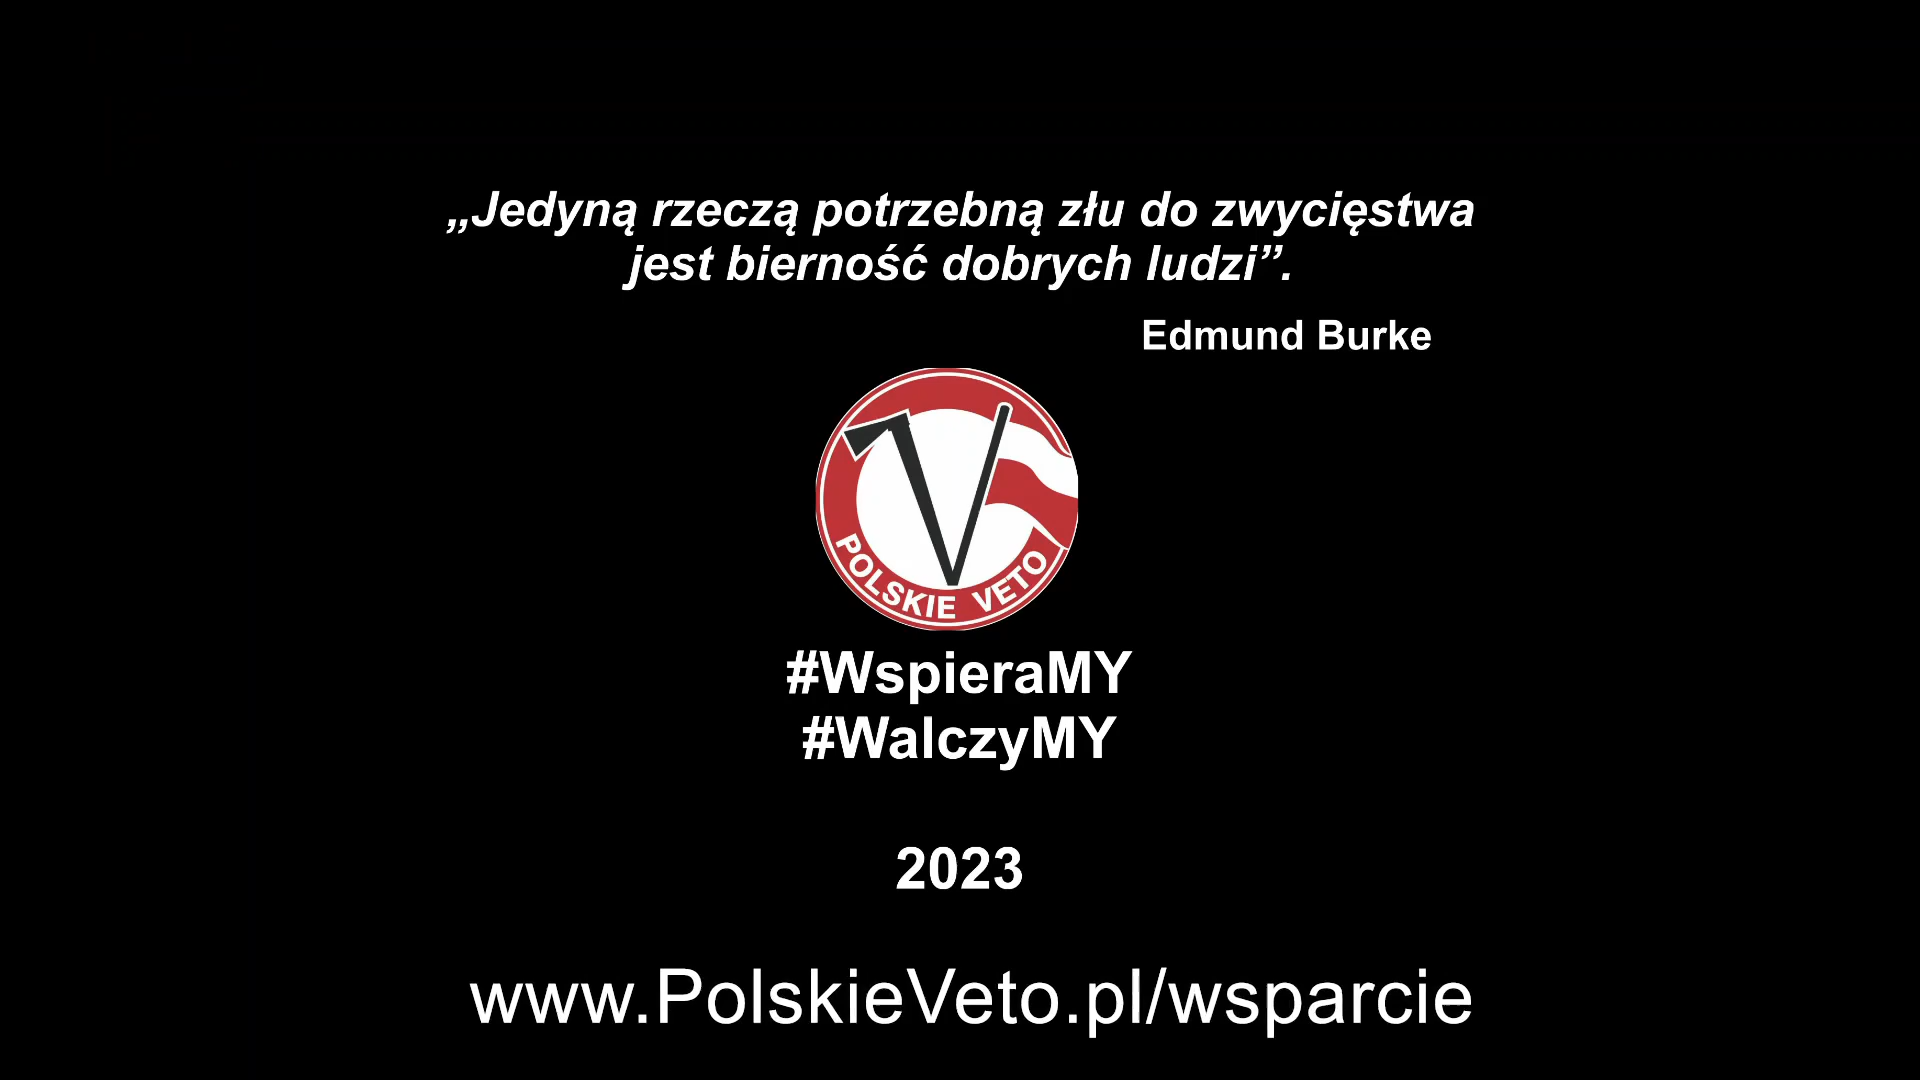 „Jedyną rzeczą potrzebną złu do zwycięstwa
jest bierność dobrych ludzi”.
Edmund Burke
POLSKIE VETO
#WspieraMY
#WalczyMY
2023
www.PolskieVeto.pl/wsparcie